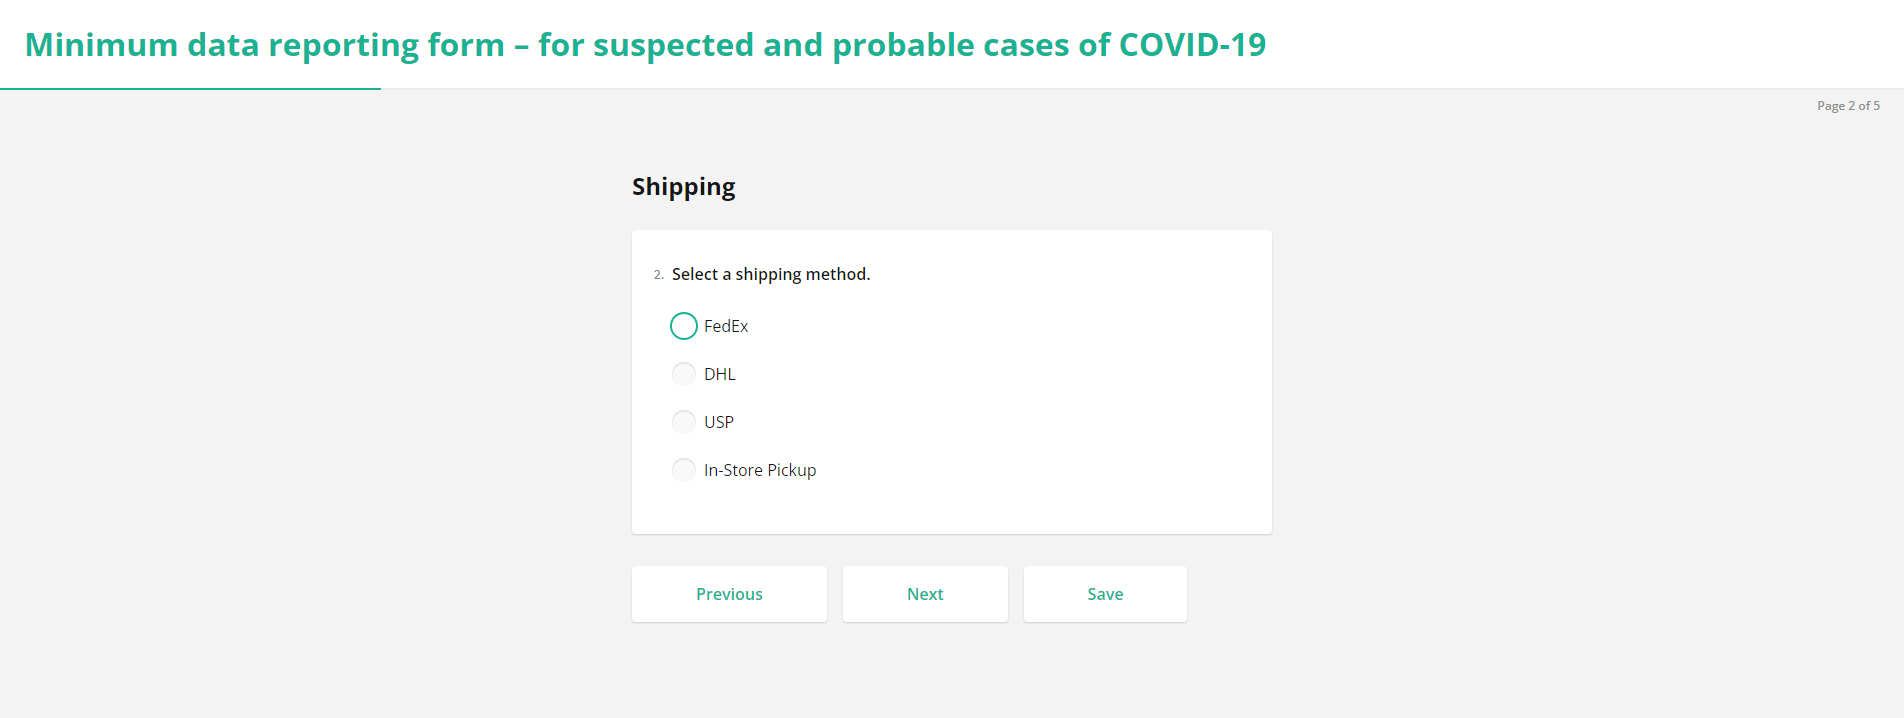 Minimum data reporting form – for suspected and probable cases of COVID-19
Page 2 of 5
Shipping
2. Select a shipping method.
FedEx
DHL
USP
In-Store Pickup
Previous Next Save